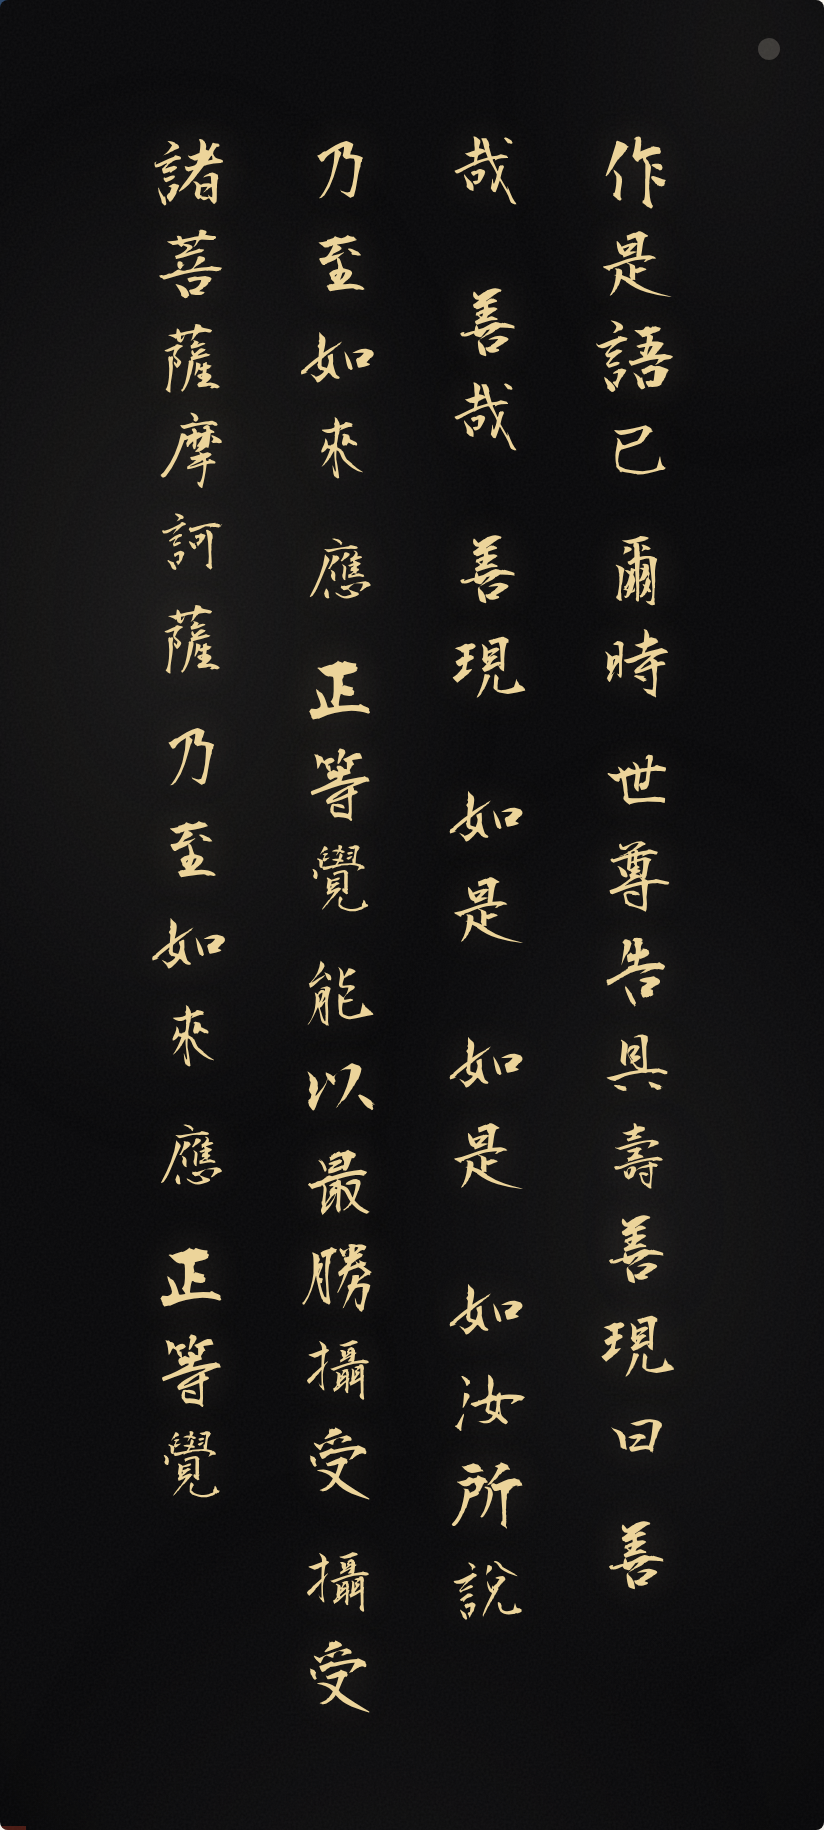 作是語已 爾時 世尊告具壽善現曰 善
哉 善哉 善現 如是 如是 如汝所說
乃至如來 應 正等覺 能以最勝攝受 攝受
諸菩薩摩訶薩 乃至如來 應 正等覺